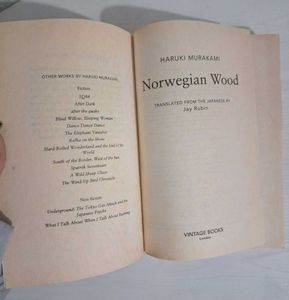 OTHER WORKS BY HARUKI MURAKAMI
Fiction
1Q84
After Dark
after the quake
Blind Willow, Sleeping Woman
Dance Dance Dance
The Elephant Vanishes
Kafka on the Shore
Hard-Boiled Wonderland and the End of the
World
South of the Border, West of the Sun
Sputnik Sweetheart
A Wild Sheep Chase
The Wind-Up Bird Chronicle
Non-fiction
Underground: The Tokyo Gas Attack and the
Japanese Psyche
What I Talk About When I Talk About Running
HARUKI MURAKAMI
Norwegian Wood
TRANSLATED FROM THE JAPANESE BY
Jay Rubin
VINTAGE BOOKS
London